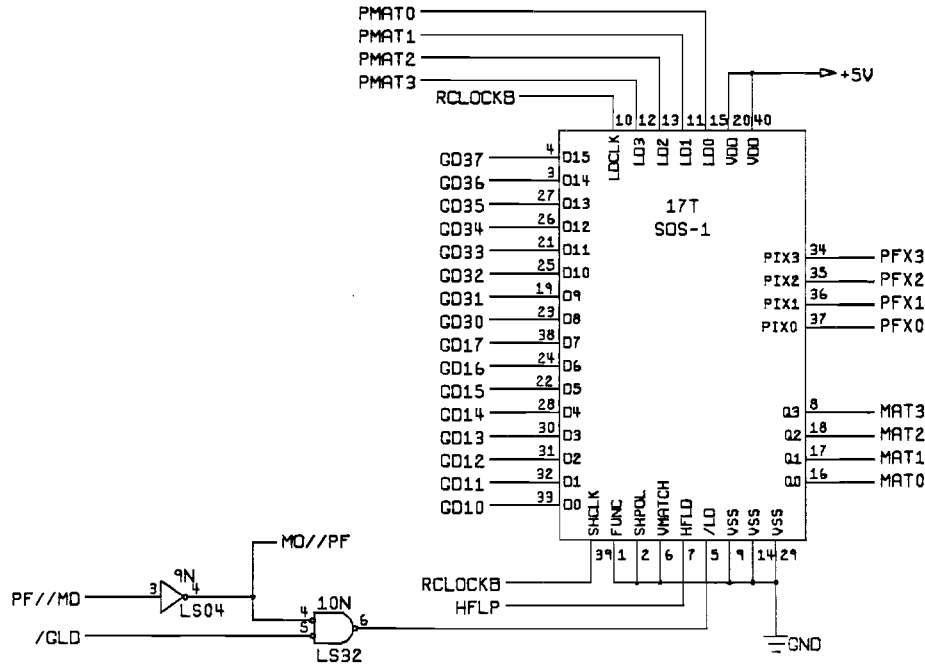 PMAT0
PMAT1
PMAT2
PMAT3
RCLOCKB
+5V
10 12 13 11 15 20 40
LDCLK LD3 LD2 LD1 LD0 VDD VDD
17T
SOS-1
GD37 4 D15
GD36 3 D14
GD35 27 D13
GD34 26 D12
GD33 21 D11
GD32 25 D10
GD31 19 D9
GD30 23 D8
GD17 38 D7
GD16 24 D6
GD15 22 D5
GD14 28 D4
GD13 30 D3
GD12 31 D2
GD11 32 D1
GD10 33 D0
PIX3 34 PFX3
PIX2 35 PFX2
PIX1 36 PFX1
PIX0 37 PFX0
Q3 8 MAT3
Q2 18 MAT2
Q1 17 MAT1
Q0 16 MAT0
SHCLK FUNC SHPOL VMATCH HFLD /LD VSS VSS VSS
39 1 2 6 7 5 9 14 29
MO//PF
RCLOCKB
HFLP
PF//MO 3 9N 4
LS04
/GLD 4 5 10N 6
LS32
GND